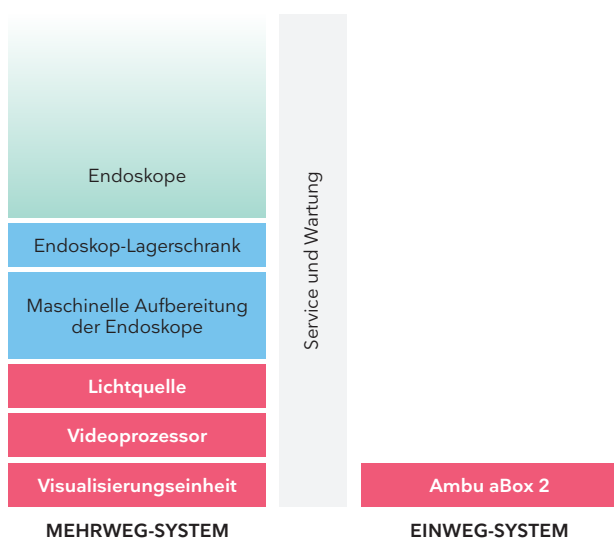 Endoskope
Endoskop-Lagerschrank
Maschinelle Aufbereitung
der Endoskope
Lichtquelle
Videoprozessor
Visualisierungseinheit
MEHRWEG-SYSTEM
Service und Wartung
Ambu aBox 2
EINWEG-SYSTEM